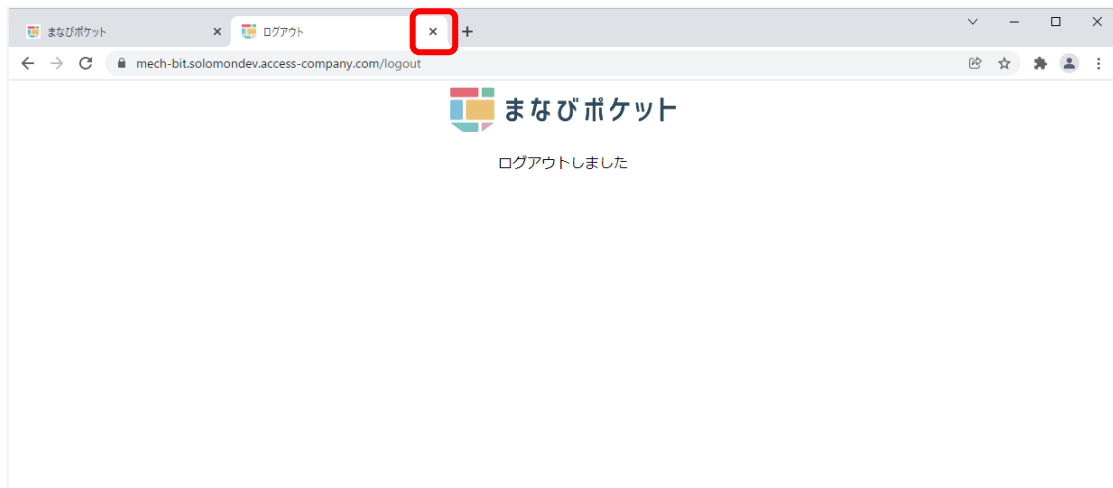 まなびポケット
ログアウト
mech-bit.solomondev.access-company.com/logout
まなびポケット
ログアウトしました